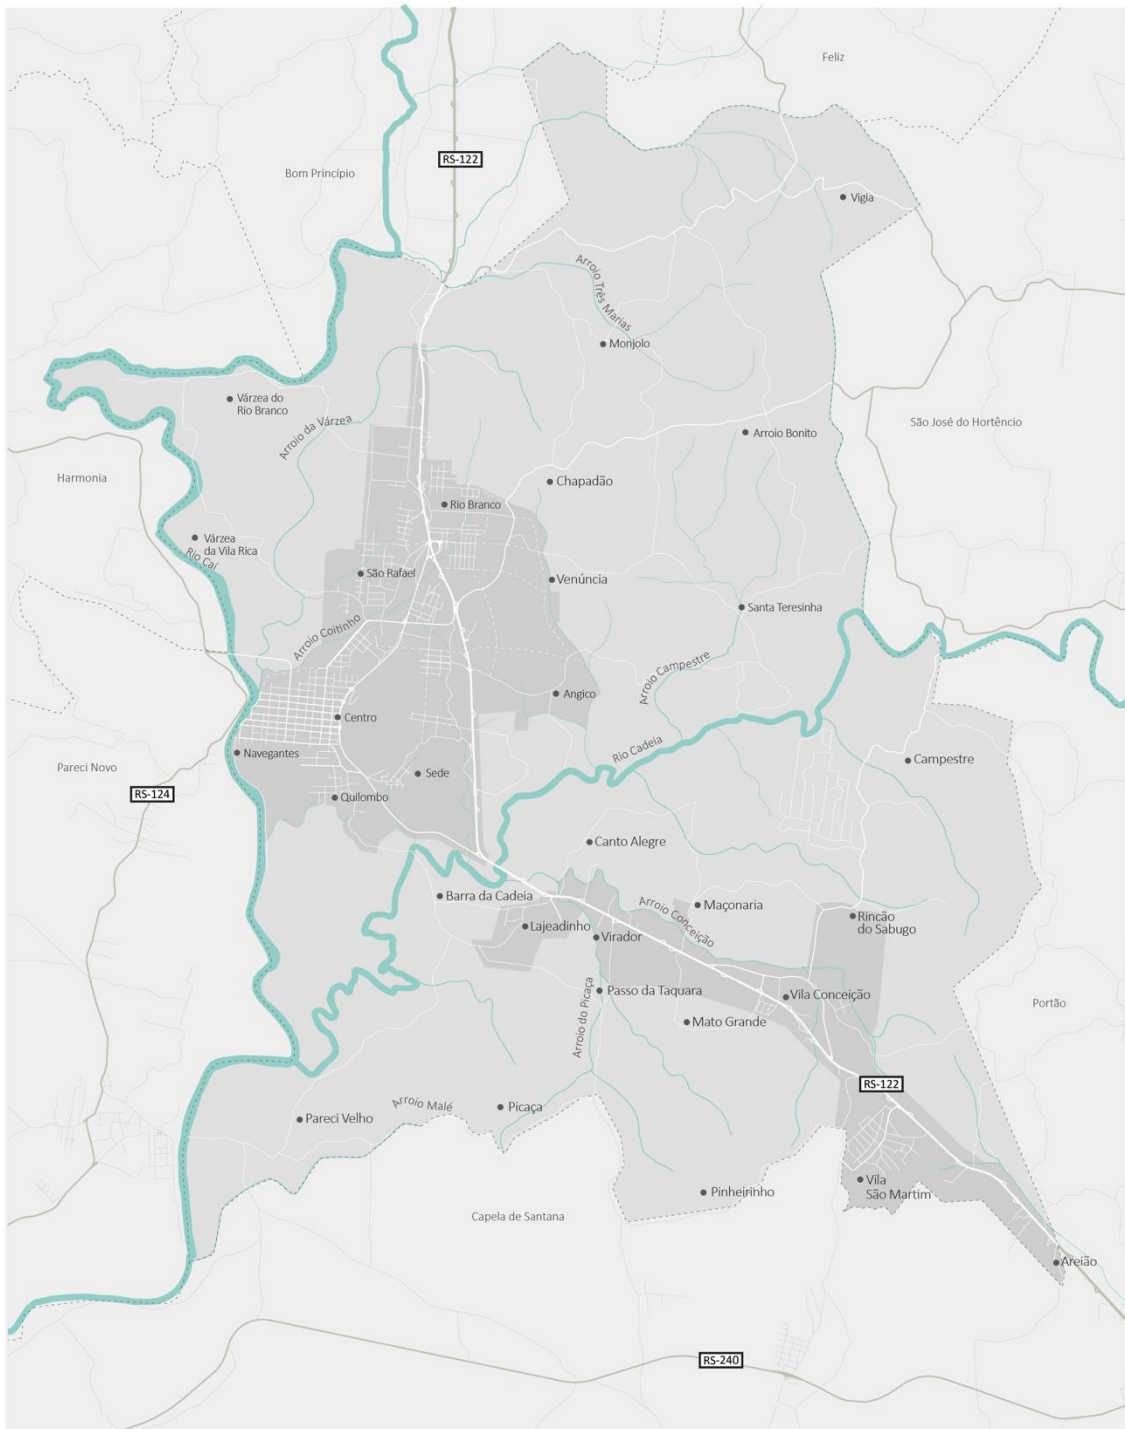 Feliz
RS-122
Bom Princípio
Vigia
Arroio Três Marias
Monjolo
Várzea do
Rio Branco
Arroio da Várzea
São José do Hortêncio
Arroio Bonito
Harmonia
Chapadão
Rio Branco
Várzea
da Vila Rica
Rio Caí
São Rafael
Venúncia
Santa Teresinha
Arroio Coitinho
Arroio Campestre
Angico
Centro
Rio Cadeia
Navegantes
Campestre
Pareci Novo
Sede
RS-124
Quilombo
Canto Alegre
Barra da Cadeia
Maçonaria
Arroio Conceição
Rincão
do Sabugo
Lajeadinho
Virador
Passo da Taquara
Vila Conceição
Portão
Arroio do Picaça
Mato Grande
RS-122
Arroio Malé
Picaça
Pareci Velho
Vila
São Martim
Pinheirinho
Capela de Santana
Areião
RS-240